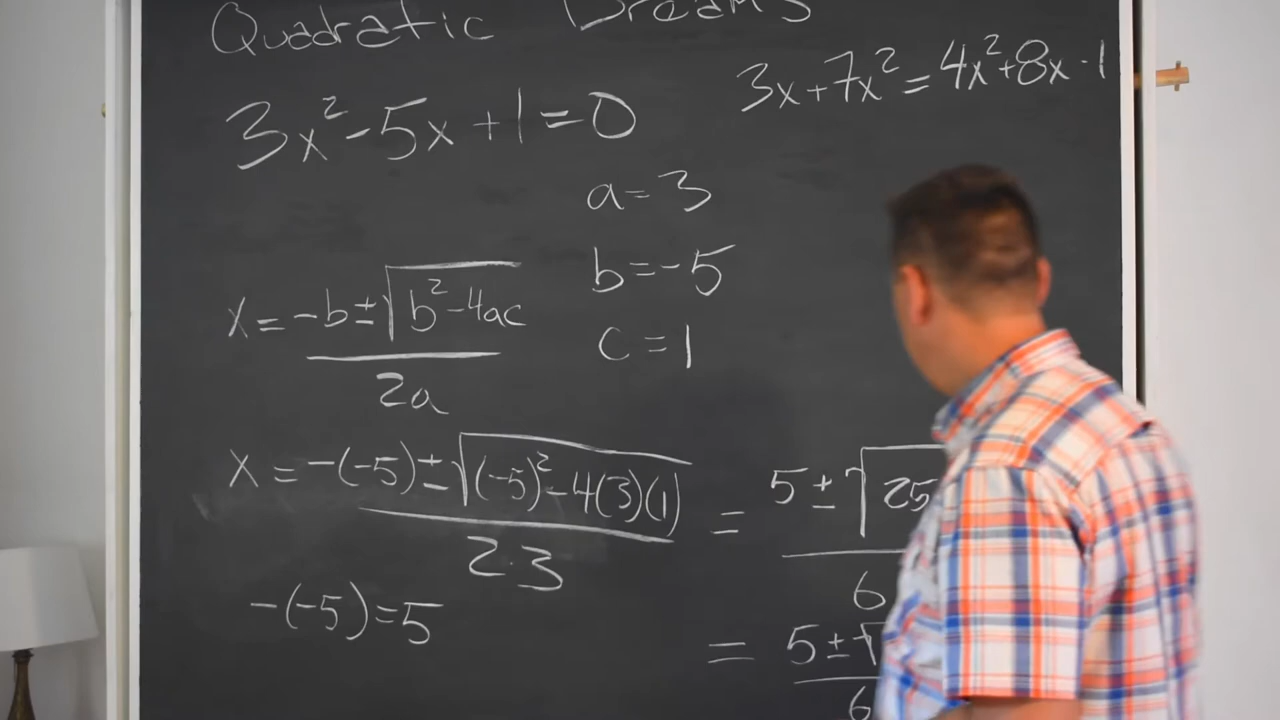 Quadratic Dreams
3x+7x²=4x²+8x-1
3x²-5x+1=0
a=3
b=-5
c=1
x=-b±√b²-4ac
2a
x=-(-5)±√(-5)²-4(3)(1)
2·3
= 5±√25
6
-(-5)=5
= 5±√
6